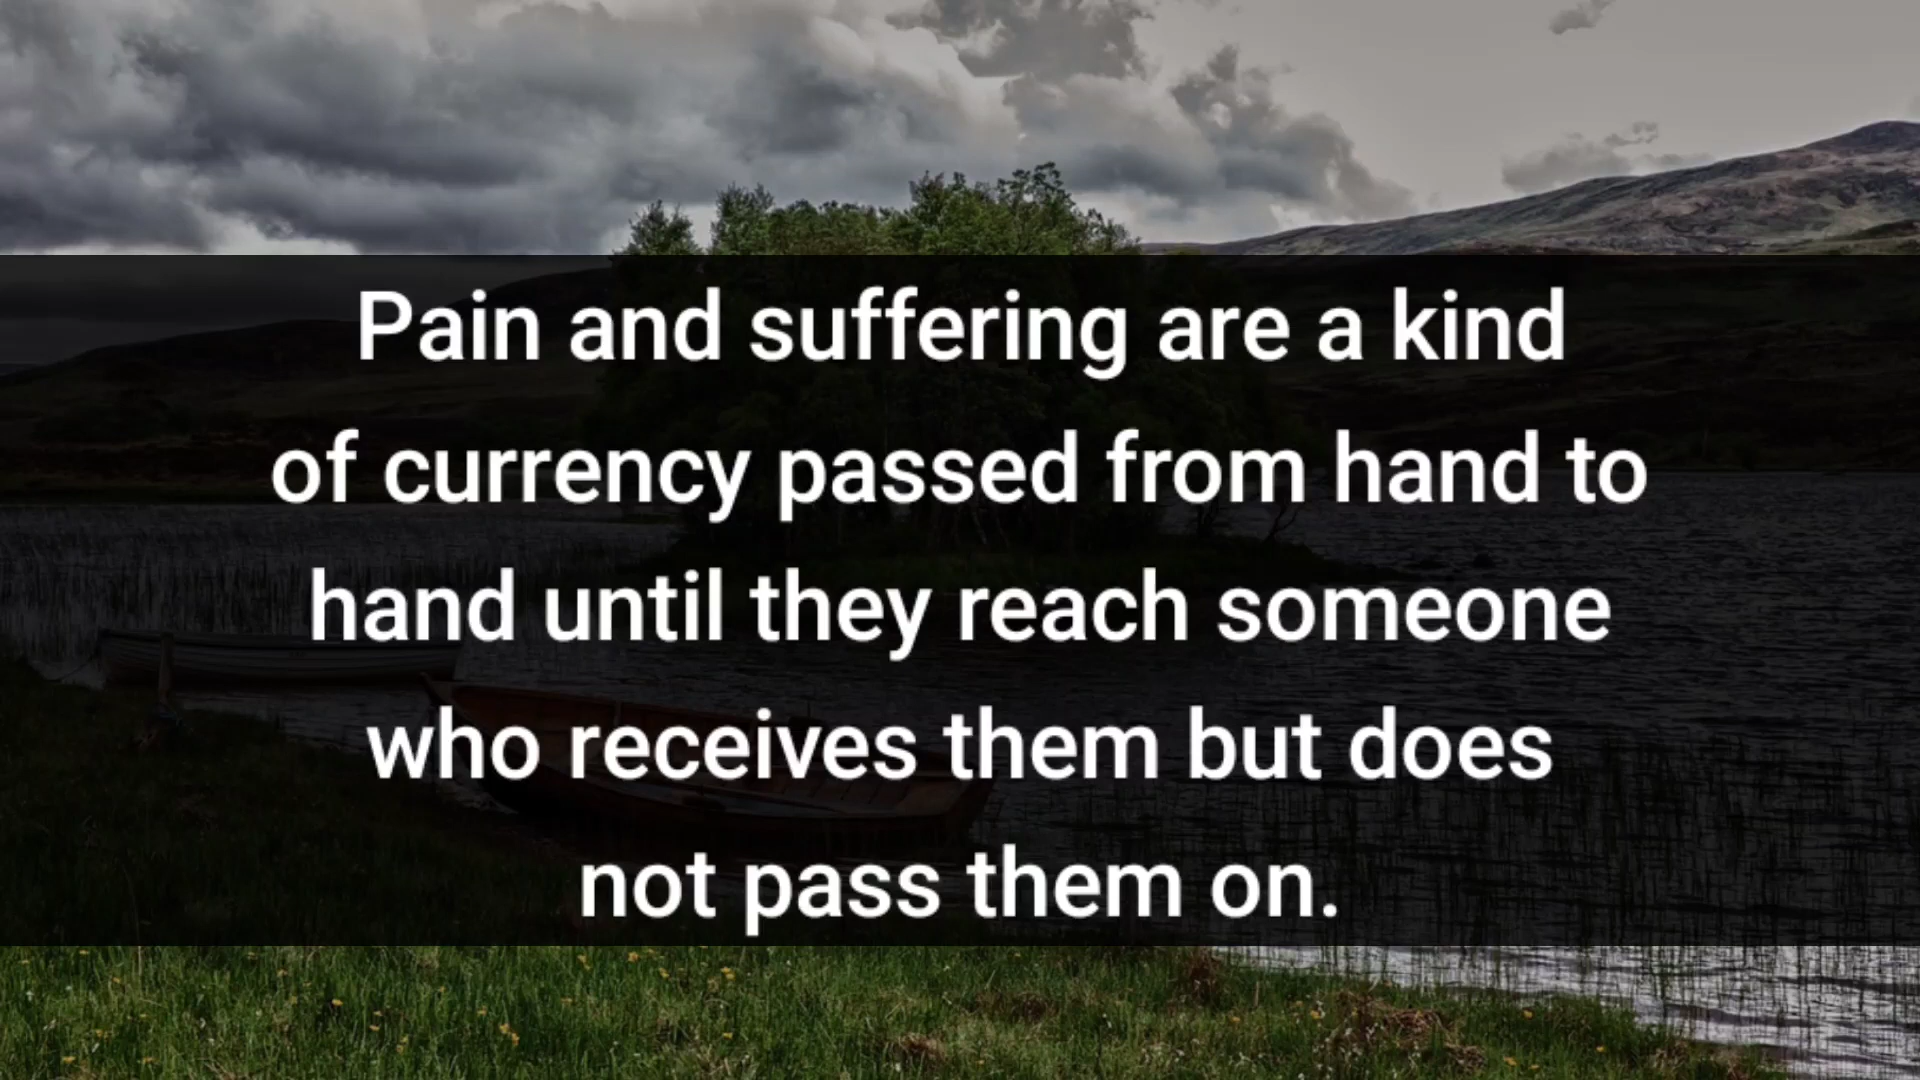 Pain and suffering are a kind
of currency passed from hand to
hand until they reach someone
who receives them but does
not pass them on.